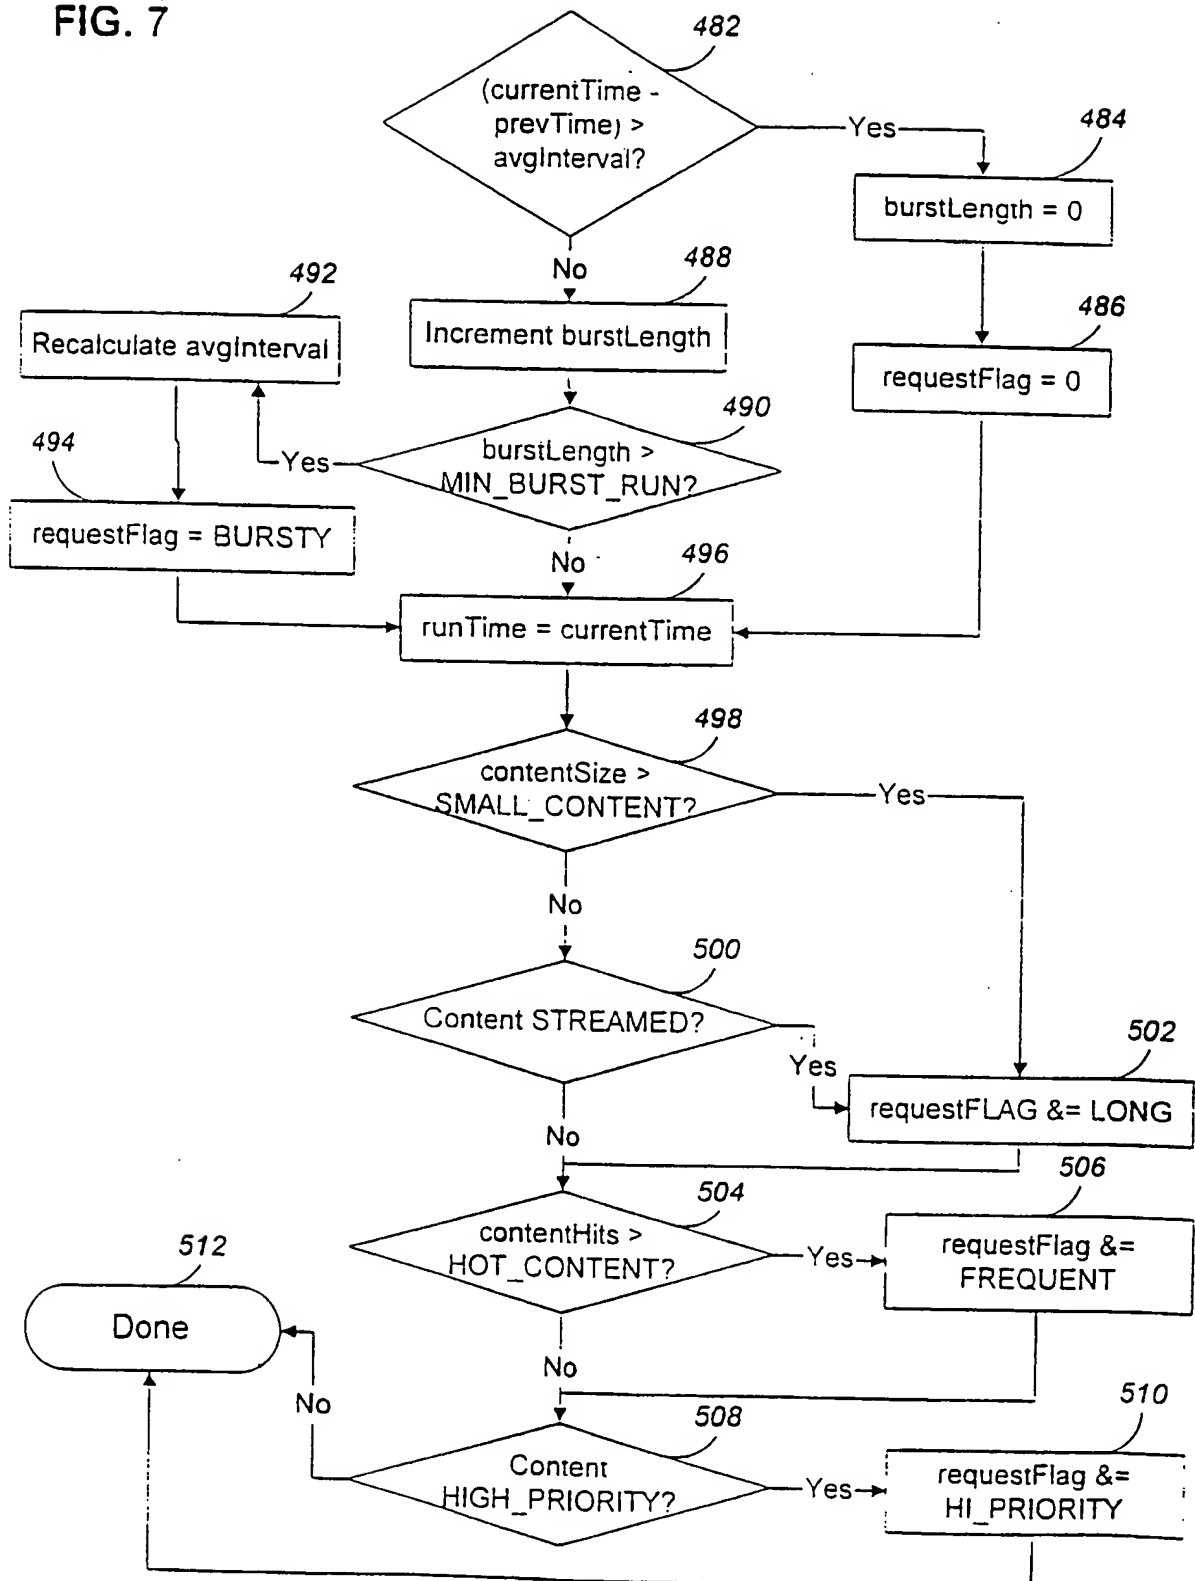 FIG. 7
482
(currentTime -
prevTime) >
avgInterval?
Yes
484
burstLength = 0
No
488
492
Recalculate avgInterval
Increment burstLength
486
requestFlag = 0
490
burstLength >
MIN_BURST_RUN?
Yes
494
requestFlag = BURSTY
No
496
runTime = currentTime
498
contentSize >
SMALL_CONTENT?
Yes
No
500
Content STREAMED?
Yes
502
requestFLAG &= LONG
No
504
contentHits >
HOT_CONTENT?
Yes
506
requestFlag &=
FREQUENT
512
Done
No
No
508
Content
HIGH_PRIORITY?
Yes
510
requestFlag &=
HI_PRIORITY